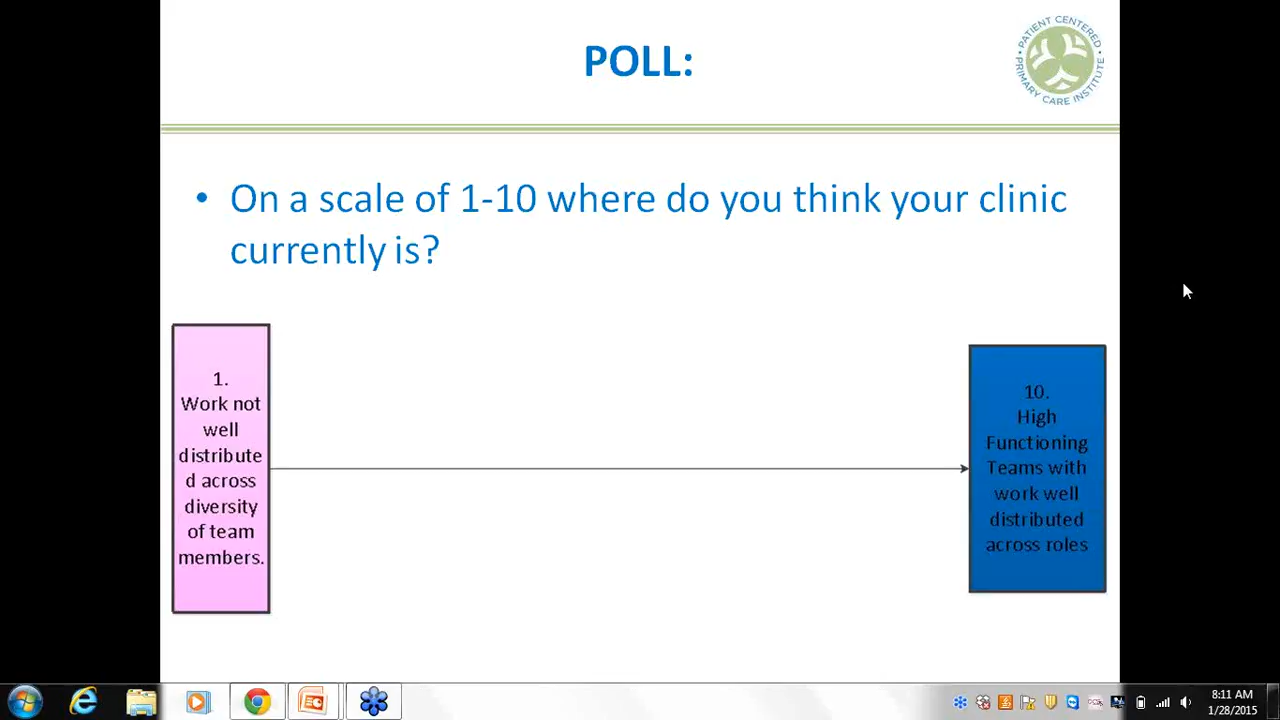 POLL:
PATIENT CENTERED
PRIMARY CARE INSTITUTE
• On a scale of 1-10 where do you think your clinic
currently is?
1.
Work not
well
distribute
d across
diversity
of team
members.
10.
High
Functioning
Teams with
work well
distributed
across roles
8:11 AM
1/28/2015